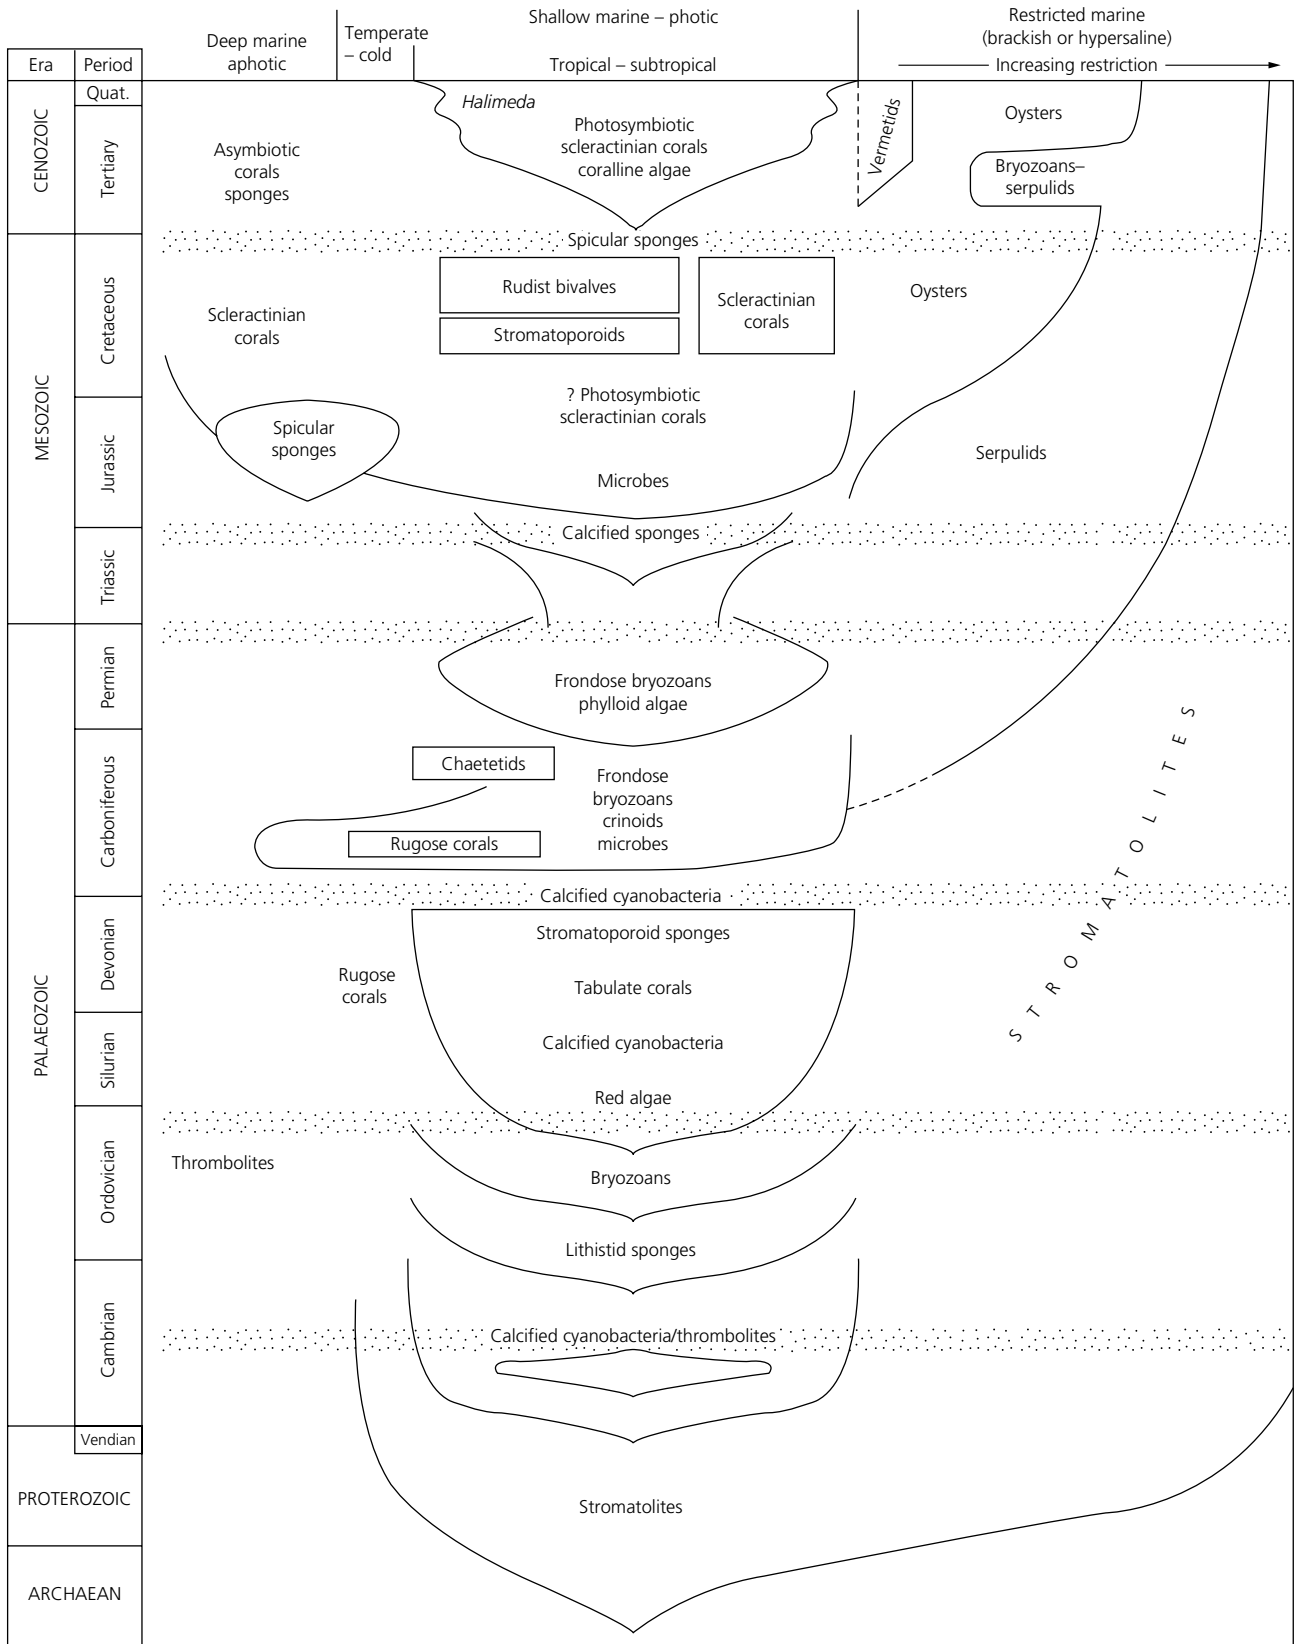 Shallow marine – photic
Restricted marine
(brackish or hypersaline)
Deep marine
aphotic
Temperate
– cold
Tropical – subtropical
Increasing restriction
Era
Period
CENOZOIC
Quat.
Tertiary
Halimeda
Photosymbiotic
scleractinian corals
coralline algae
Asymbiotic
corals
sponges
Vermetids
Oysters
Bryozoans–
serpulids
Spicular sponges
MESOZOIC
Cretaceous
Rudist bivalves
Stromatoporoids
Scleractinian
corals
Scleractinian
corals
Oysters
? Photosymbiotic
scleractinian corals
Jurassic
Spicular
sponges
Microbes
Serpulids
Calcified sponges
Triassic
PALAEOZOIC
Permian
Frondose bryozoans
phylloid algae
Carboniferous
Chaetetids
Frondose
bryozoans
crinoids
microbes
Rugose corals
STROMATOLITES
Calcified cyanobacteria
Devonian
Stromatoporoid sponges
Rugose
corals
Tabulate corals
Silurian
Calcified cyanobacteria
Red algae
Ordovician
Thrombolites
Bryozoans
Lithistid sponges
Cambrian
Calcified cyanobacteria/thrombolites
Vendian
PROTEROZOIC
Stromatolites
ARCHAEAN